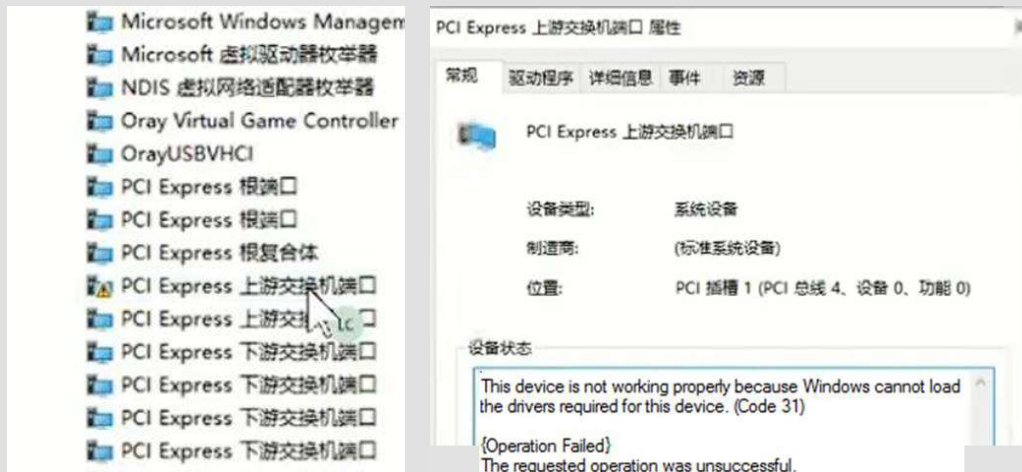 Microsoft Windows Managem
Microsoft 虚拟驱动器枚举器
NDIS 虚拟网络适配器枚举器
Oray Virtual Game Controller
OrayUSBVHCI
PCI Express 根端口
PCI Express 根端口
PCI Express 根复合体
PCI Express 上游交换机端口
PCI Express 上游交 口
PCI Express 下游交换机端口
PCI Express 下游交换机端口
PCI Express 下游交换机端口
PCI Express 下游交换机端口
LC
PCI Express 上游交换机端口 属性
常规 驱动程序 详细信息 事件 资源
PCI Express 上游交换机端口
设备类型: 系统设备
制造商: (标准系统设备)
位置: PCI 插槽 1 (PCI 总线 4、设备 0、功能 0)
设备状态
This device is not working properly because Windows cannot load
the drivers required for this device. (Code 31)
{Operation Failed}
The requested operation was unsuccessful.